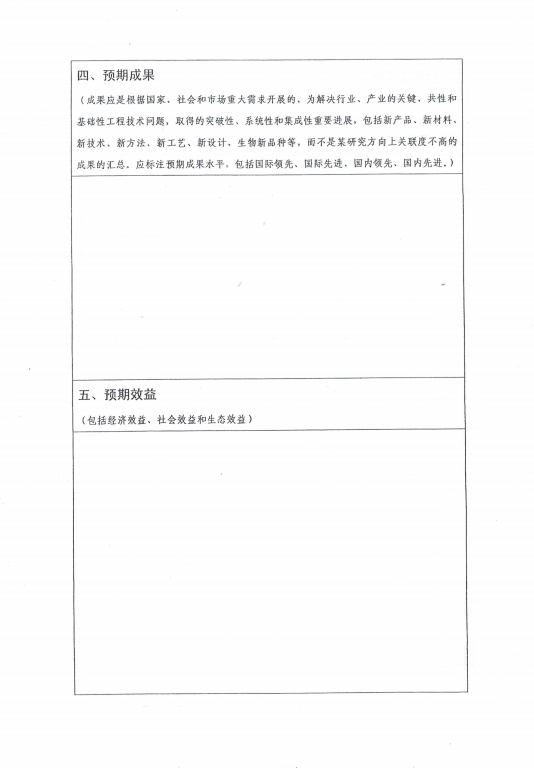 四、预期成果
（成果应是根据国家、社会和市场重大需求开展的、为解决行业、产业的关键、共性和
基础性工程技术问题，取得的突破性、系统性和集成性重要进展，包括新产品、新材料、
新技术、新方法、新工艺、新设计、生物新品种等，而不是某研究方向上关联度不高的
成果的汇总。应标注预期成果水平，包括国际领先、国际先进、国内领先、国内先进。）
五、预期效益
（包括经济效益、社会效益和生态效益）